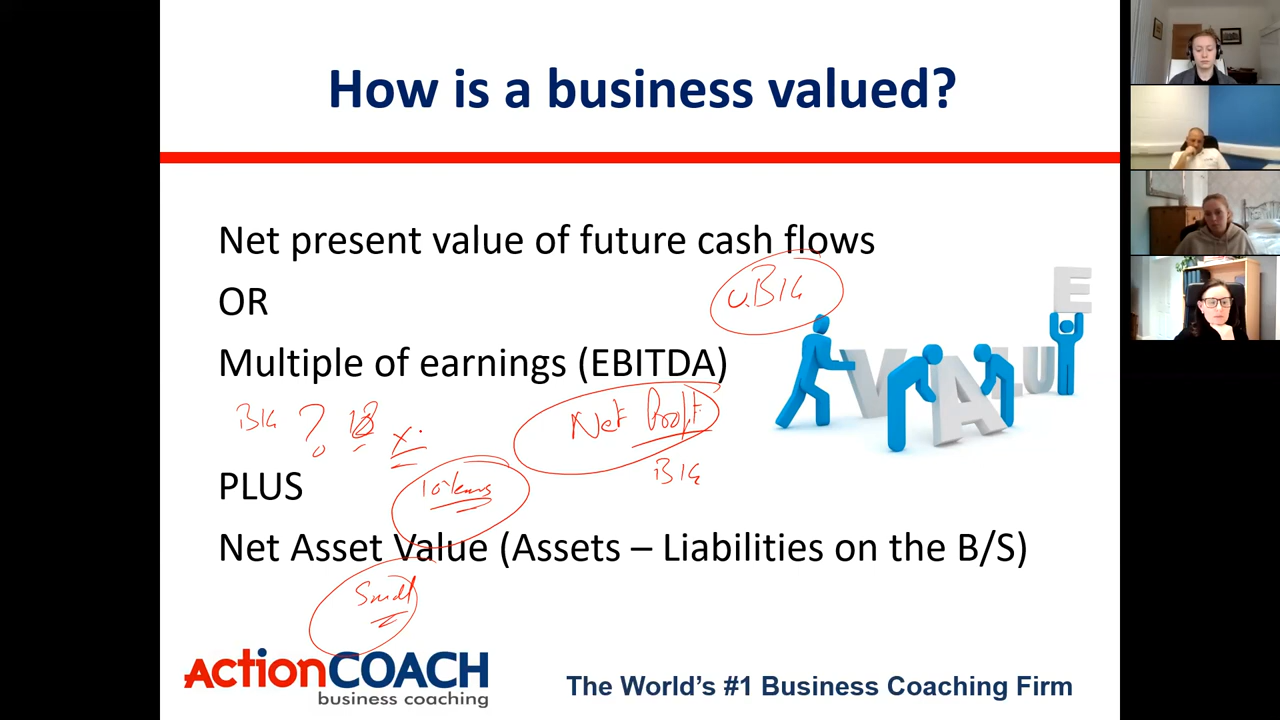 How is a business valued?
Net present value of future cash flows
OR
v.BIG
Multiple of earnings (EBITDA)
BIG ?
x
Net Profit
BIG
PLUS
Net Asset Value (Assets – Liabilities on the B/S)
Small
VALUE
ActionCOACH
business coaching
The World's #1 Business Coaching Firm